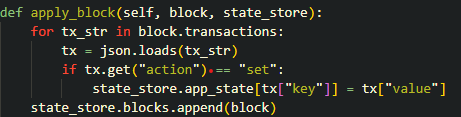 def apply_block(self, block, state_store):
    for tx_str in block.transactions:
        tx = json.loads(tx_str)
        if tx.get("action") == "set":
            state_store.app_state[tx["key"]] = tx["value"]
    state_store.blocks.append(block)